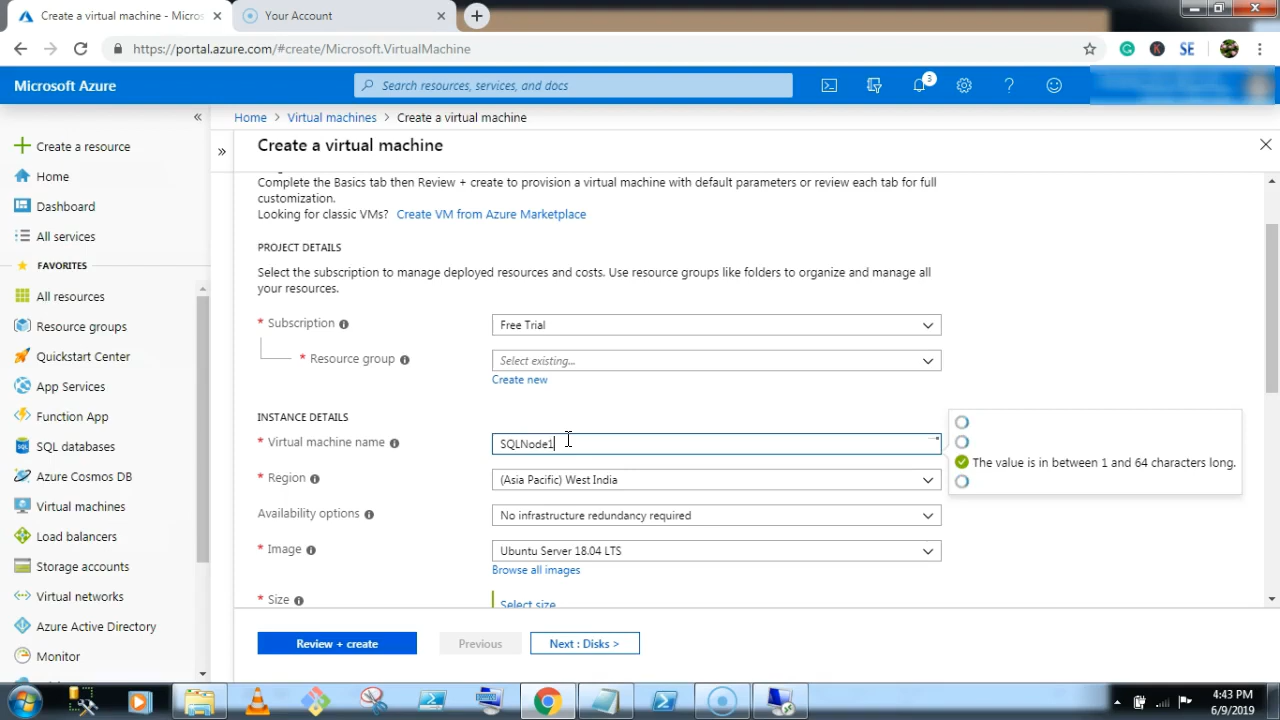 Create a virtual machine - Micros
Your Account
https://portal.azure.com/#create/Microsoft.VirtualMachine
SE
Microsoft Azure
Search resources, services, and docs
3
Home > Virtual machines > Create a virtual machine
Create a virtual machine
Create a resource
Home
Dashboard
All services
FAVORITES
All resources
Resource groups
Quickstart Center
App Services
Function App
SQL databases
Azure Cosmos DB
Virtual machines
Load balancers
Storage accounts
Virtual networks
Azure Active Directory
Monitor
Complete the Basics tab then Review + create to provision a virtual machine with default parameters or review each tab for full
customization.
Looking for classic VMs? Create VM from Azure Marketplace
PROJECT DETAILS
Select the subscription to manage deployed resources and costs. Use resource groups like folders to organize and manage all
your resources.
* Subscription
Free Trial
* Resource group
Select existing...
Create new
INSTANCE DETAILS
* Virtual machine name
SQLNode1
The value is in between 1 and 64 characters long.
* Region
(Asia Pacific) West India
Availability options
No infrastructure redundancy required
* Image
Ubuntu Server 18.04 LTS
Browse all images
* Size
Select size
Review + create
Previous
Next : Disks >
4:43 PM
6/9/2019